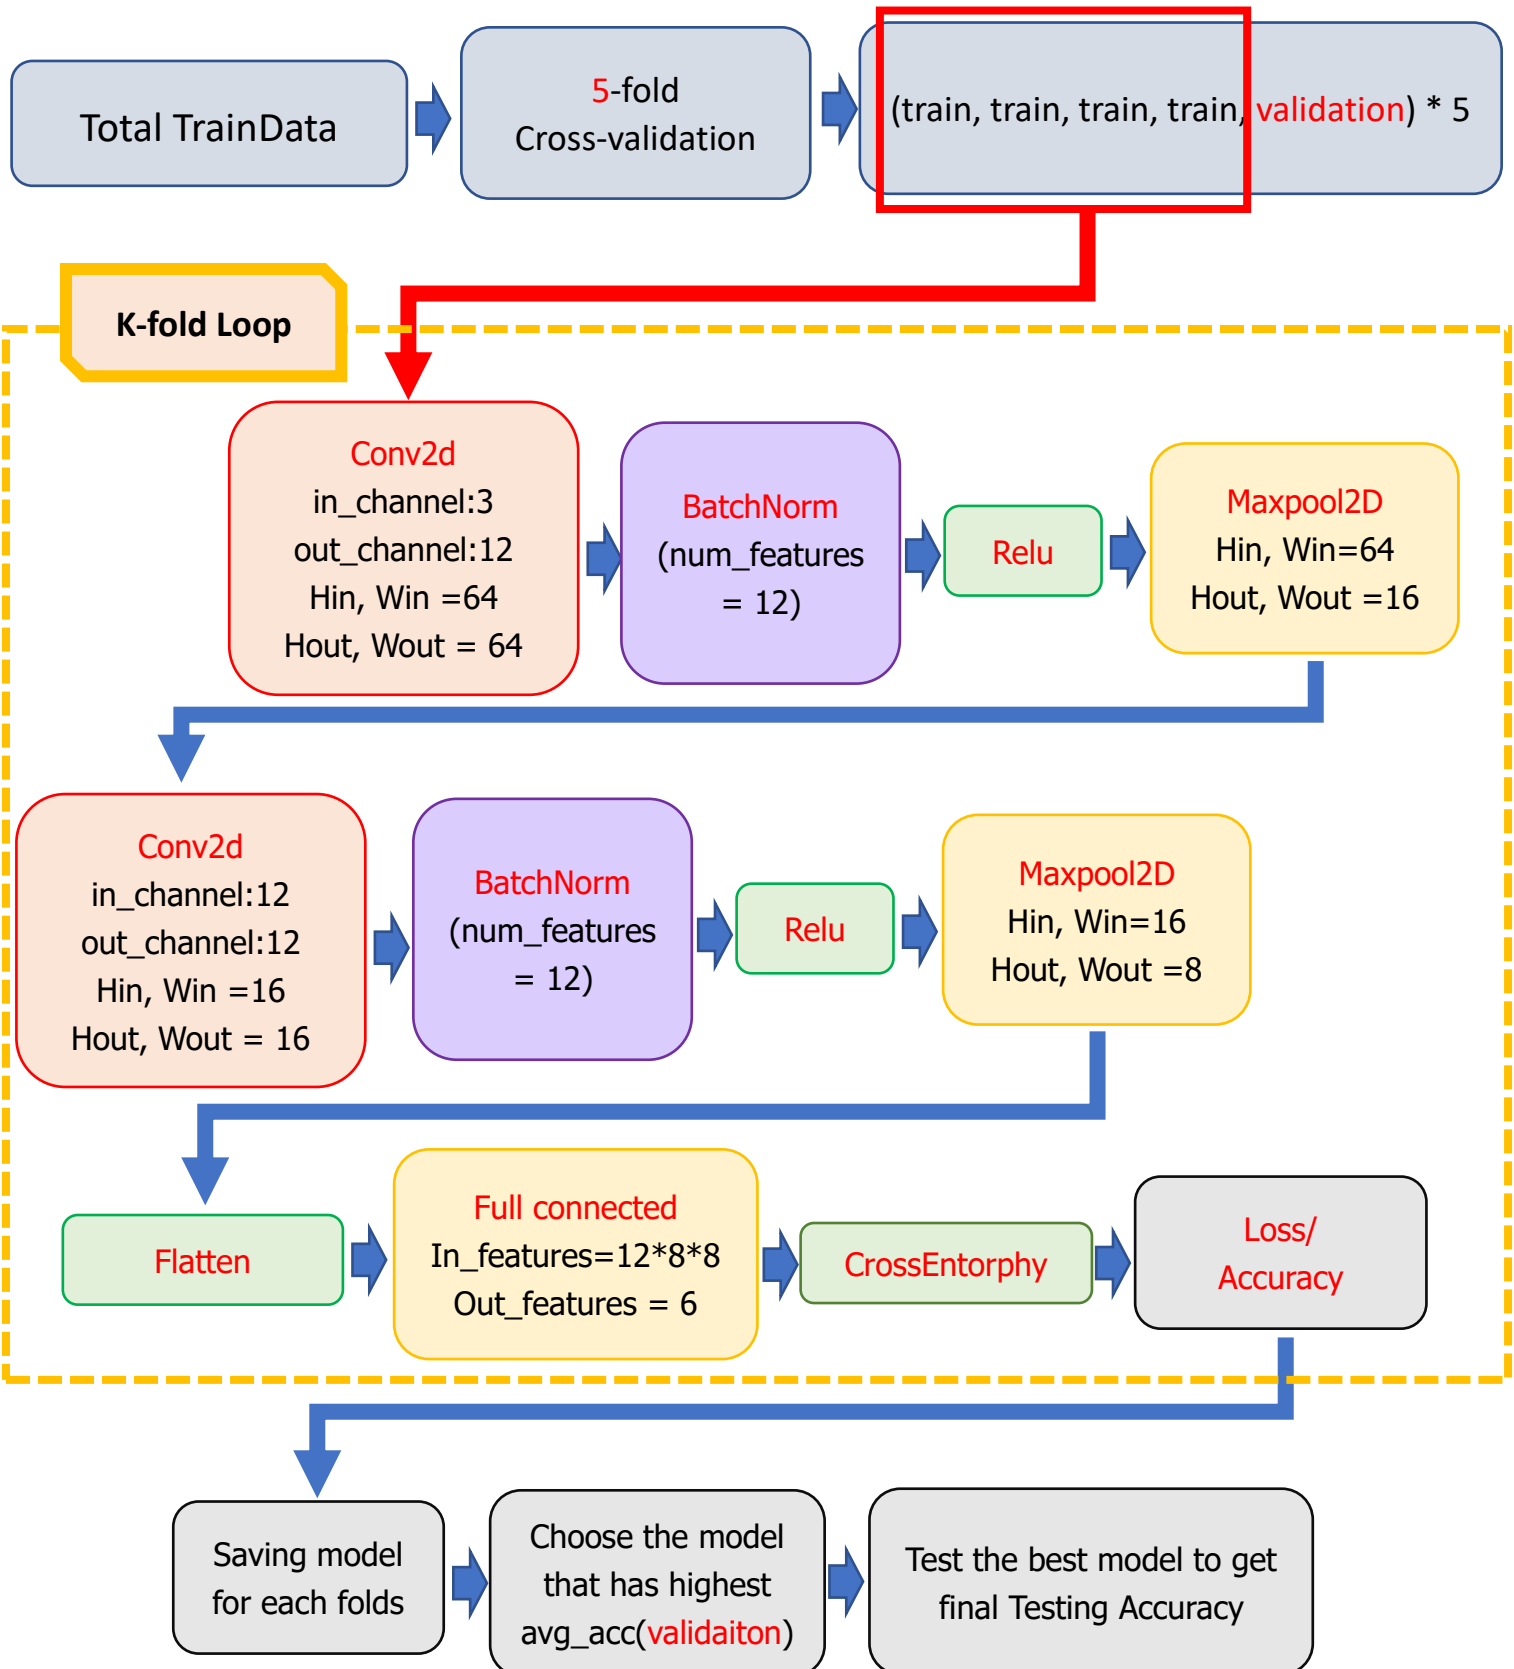 Total TrainData
5-fold
Cross-validation
(train, train, train, train, validation) * 5
K-fold Loop
Conv2d
in_channel:3
out_channel:12
Hin, Win =64
Hout, Wout = 64
BatchNorm
(num_features
= 12)
Relu
Maxpool2D
Hin, Win=64
Hout, Wout =16
Conv2d
in_channel:12
out_channel:12
Hin, Win =16
Hout, Wout = 16
BatchNorm
(num_features
= 12)
Relu
Maxpool2D
Hin, Win=16
Hout, Wout =8
Flatten
Full connected
In_features=12*8*8
Out_features = 6
CrossEntorphy
Loss/
Accuracy
Saving model
for each folds
Choose the model
that has highest
avg_acc(validaiton)
Test the best model to get
final Testing Accuracy